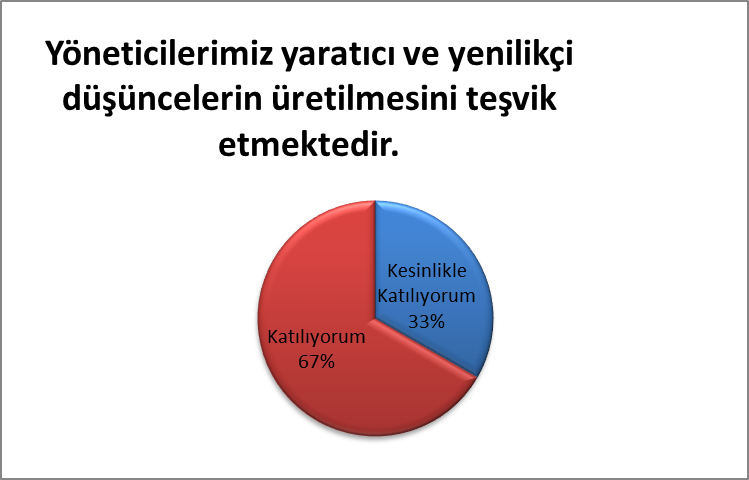 Yöneticilerimiz yaratıcı ve yenilikçi
düşüncelerin üretilmesini teşvik
etmektedir.
Kesinlikle
Katılıyorum
33%
Katılıyorum
67%